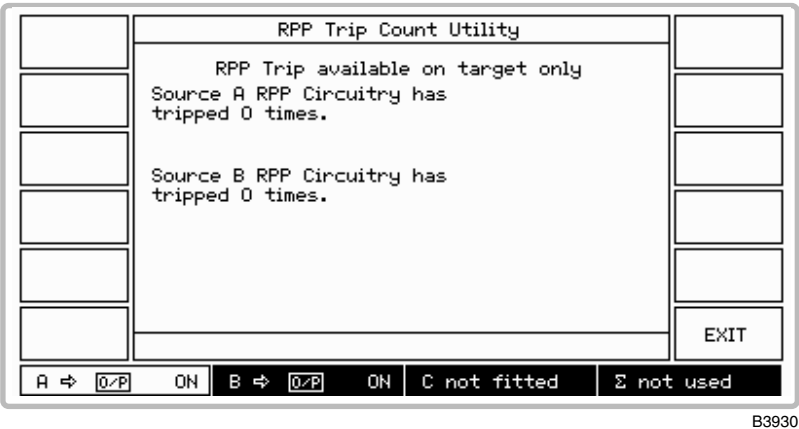 RPP Trip Count Utility
RPP Trip available on target only
Source A RPP Circuitry has
tripped 0 times.
Source B RPP Circuitry has
tripped 0 times.
EXIT
A ⇨ O/P ON B ⇨ O/P ON C not fitted Σ not used
B3930